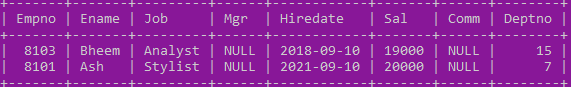 | Empno | Ename | Job | Mgr | Hiredate | Sal | Comm | Deptno |
| 8103 | Bheem | Analyst | NULL | 2018-09-10 | 19000 | NULL | 15 |
| 8101 | Ash | Stylist | NULL | 2021-09-10 | 20000 | NULL | 7 |